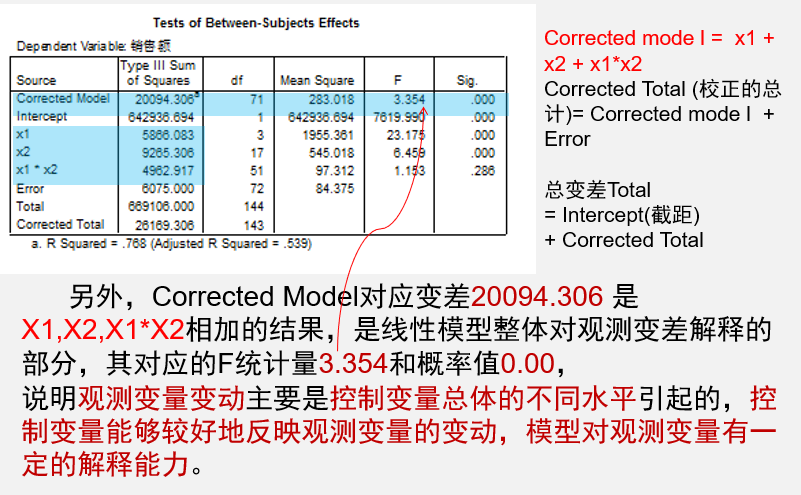 Tests of Between-Subjects Effects
Dependent Variable: 销售额
Type III Sum
Source of Squares df Mean Square F Sig.
Corrected Model 20094.306a 71 283.018 3.354 .000
Intercept 642936.694 1 642936.694 7619.990 .000
x1 5866.083 3 1955.361 23.175 .000
x2 9265.306 17 545.018 6.459 .000
x1 * x2 4962.917 51 97.312 1.153 .286
Error 6075.000 72 84.375
Total 669106.000 144
Corrected Total 26169.306 143
a. R Squared = .768 (Adjusted R Squared = .539)
Corrected mode l = x1 +
x2 + x1*x2
Corrected Total (校正的总
计)= Corrected mode l +
Error
总变差Total
= Intercept(截距)
+ Corrected Total
另外，Corrected Model对应变差20094.306 是
X1,X2,X1*X2相加的结果，是线性模型整体对观测变差解释的
部分，其对应的F统计量3.354和概率值0.00，
说明观测变量变动主要是控制变量总体的不同水平引起的，控
制变量能够较好地反映观测变量的变动，模型对观测变量有一
定的解释能力。